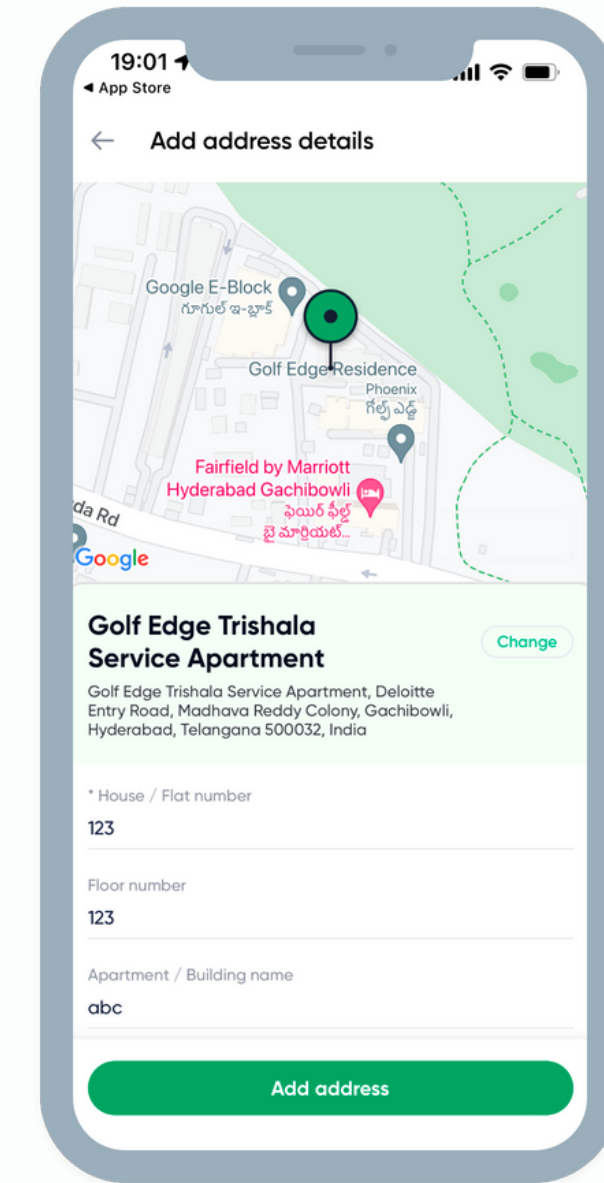 19:01
◄ App Store
Add address details
Google E-Block
గూగుల్ ఇ-బ్లాక్
Golf Edge Residence
Phoenix
గోల్ఫ్ ఎడ్జ్
Fairfield by Marriott
Hyderabad Gachibowli
ఫెయిర్ ఫీల్డ్
బై మారియట్...
da Rd
Google
Golf Edge Trishala
Service Apartment
Change
Golf Edge Trishala Service Apartment, Deloitte
Entry Road, Madhava Reddy Colony, Gachibowli,
Hyderabad, Telangana 500032, India
* House / Flat number
123
Floor number
123
Apartment / Building name
abc
Add address